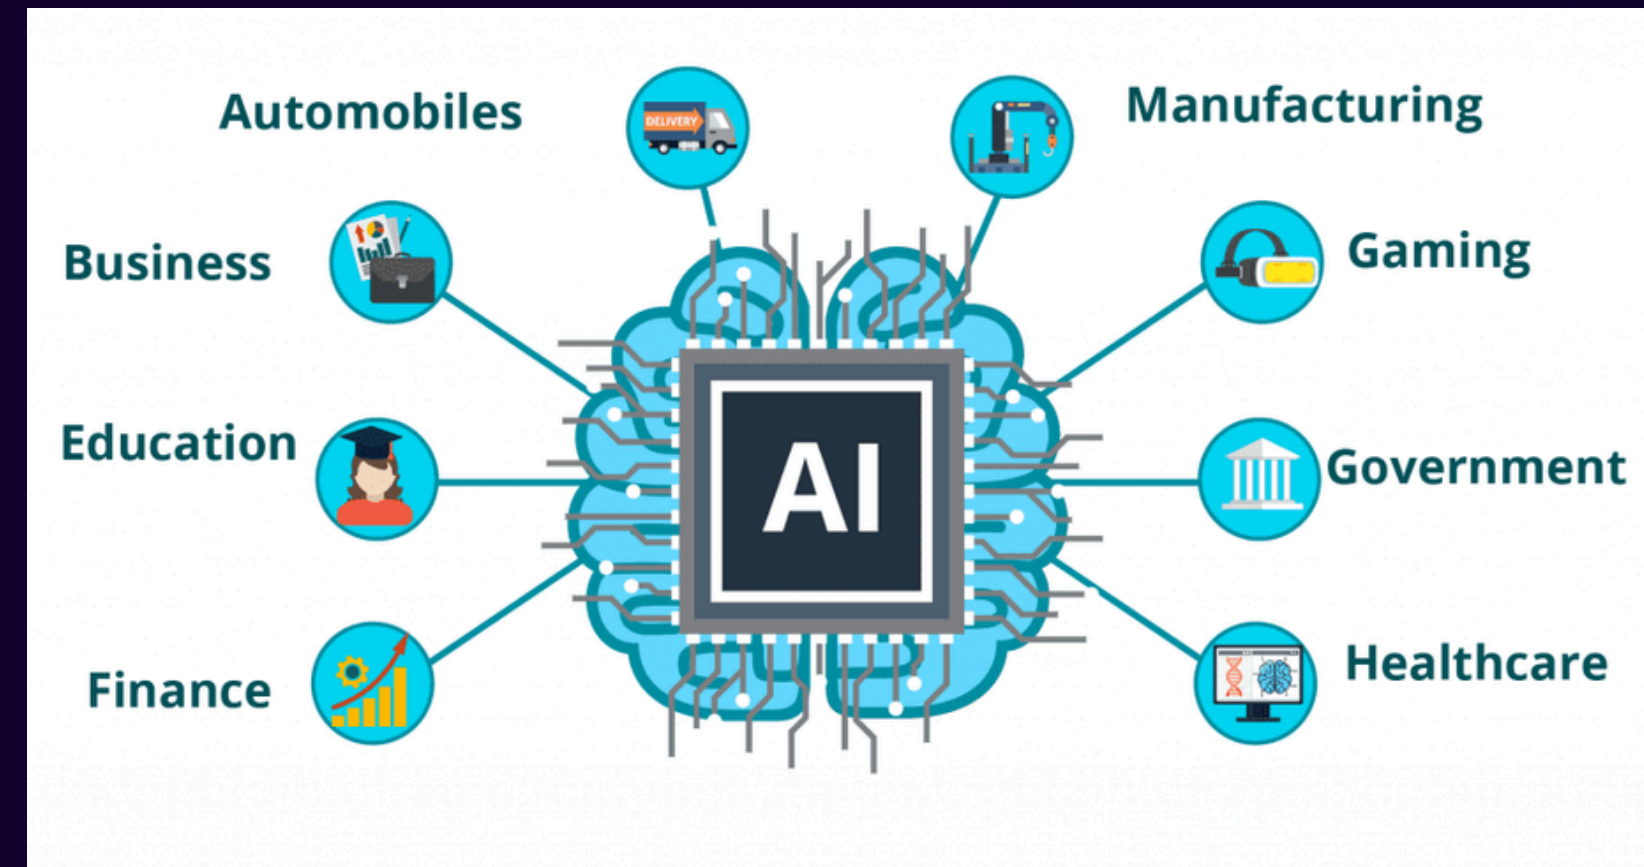 Automobiles
DELIVERY
Manufacturing
Business
Gaming
Education
AI
Government
Finance
Healthcare